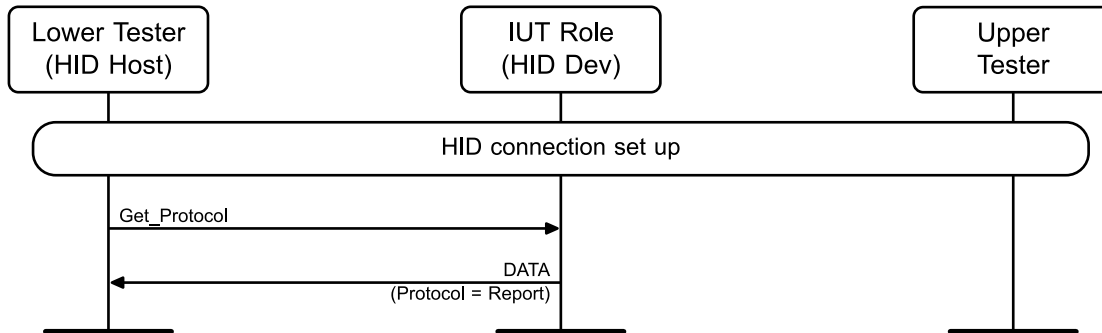 Lower Tester
(HID Host)
IUT Role
(HID Dev)
Upper
Tester
HID connection set up
Get_Protocol
DATA
(Protocol = Report)